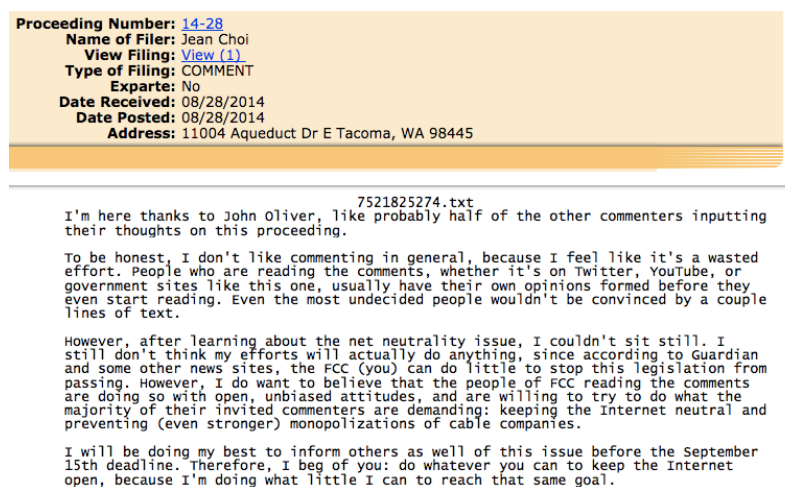 Proceeding Number: 14-28
Name of Filer: Jean Choi
View Filing: View (1)
Type of Filing: COMMENT
Exparte: No
Date Received: 08/28/2014
Date Posted: 08/28/2014
Address: 11004 Aqueduct Dr E Tacoma, WA 98445
7521825274.txt
I'm here thanks to John Oliver, like probably half of the other commenters inputting
their thoughts on this proceeding.
To be honest, I don't like commenting in general, because I feel like it's a wasted
effort. People who are reading the comments, whether it's on Twitter, YouTube, or
government sites like this one, usually have their own opinions formed before they
even start reading. Even the most undecided people wouldn't be convinced by a couple
lines of text.
However, after learning about the net neutrality issue, I couldn't sit still. I
still don't think my efforts will actually do anything, since according to Guardian
and some other news sites, the FCC (you) can do little to stop this legislation from
passing. However, I do want to believe that the people of FCC reading the comments
are doing so with open, unbiased attitudes, and are willing to try to do what the
majority of their invited commenters are demanding: keeping the Internet neutral and
preventing (even stronger) monopolizations of cable companies.
I will be doing my best to inform others as well of this issue before the September
15th deadline. Therefore, I beg of you: do whatever you can to keep the Internet
open, because I'm doing what little I can to reach that same goal.